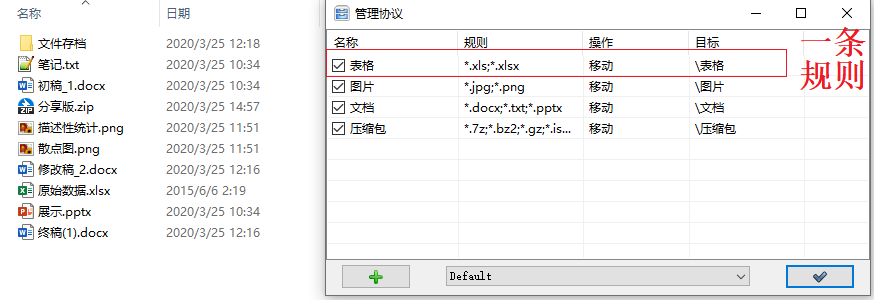 名称 日期
文件存档 2020/3/25 12:18
笔记.txt 2020/3/25 10:34
初稿_1.docx 2020/3/25 10:34
分享版.zip 2020/3/25 14:57
描述性统计.png 2020/3/25 11:51
散点图.png 2020/3/25 11:51
修改稿_2.docx 2020/3/25 12:16
原始数据.xlsx 2015/6/6 2:19
展示.pptx 2020/3/25 10:34
终稿(1).docx 2020/3/25 12:16
管理协议
名称 规则 操作 目标
表格 *.xls;*.xlsx 移动 \表格
图片 *.jpg;*.png 移动 \图片
文档 *.docx;*.txt;*.pptx 移动 \文档
压缩包 *.7z;*.bz2;*.gz;*.is... 移动 \压缩包
一条
规则
Default